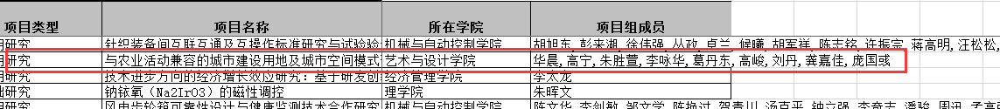 项目类型 项目名称 所在学院 项目组成员
研究 针织装备间互联互通及互操作标准研究与试验验 机械与自动控制学院 胡旭东,彭来湖,徐伟强,丛政,卓兰,候曦,胡军祥,陈志铭,许振宇,蒋高明,汪松松,
研究 与农业活动兼容的城市建设用地及城市空间模式 艺术与设计学院 华晨,高宁,朱胜萱,李咏华,葛丹东,高峻,刘丹,龚嘉佳,庞国彧
研究 技术进步方向的经济增长效应研究：基于研发创 经济管理学院 李太龙
研究 钠铱氧（Na2IrO3）的磁性调控 理学院 朱晖文
研究 风电齿轮箱可靠性设计与健康监测技术合作研究 机械与自动控制学院